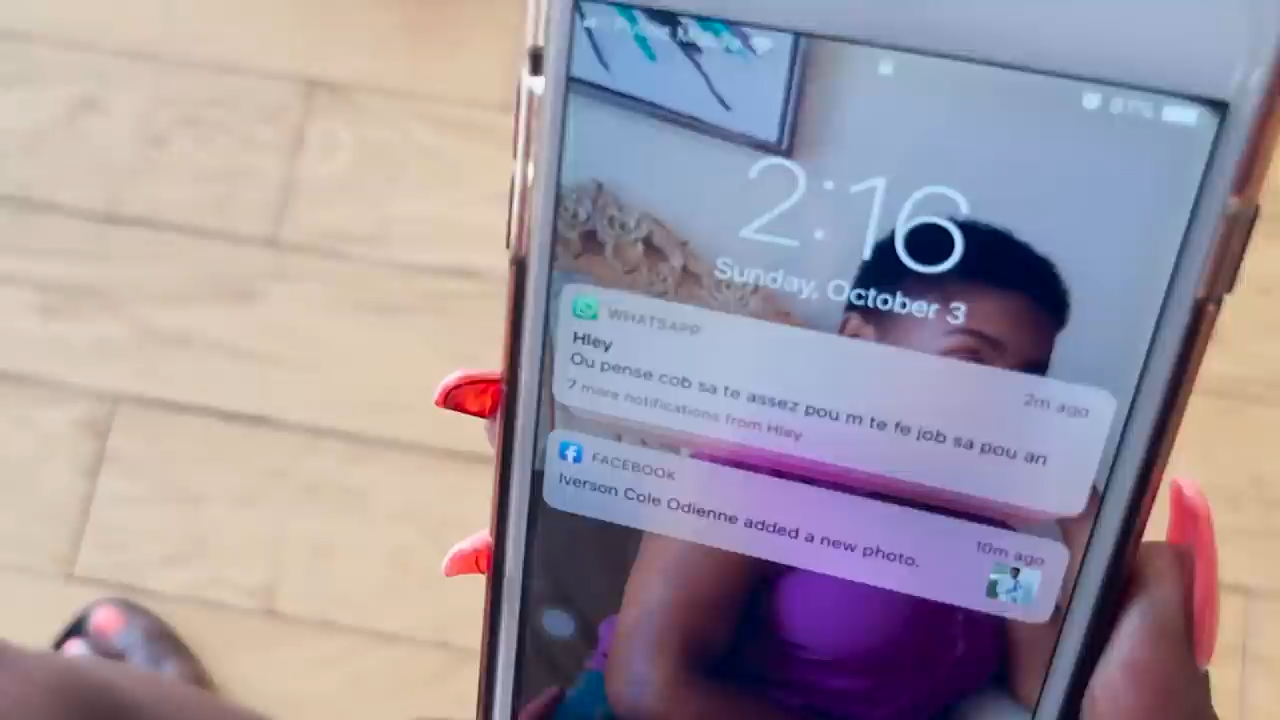 2:16
Sunday, October 3
WHATSAPP
2m ago
Hley
Ou pense cob sa te assez pou m te fe job sa pou an
7 more notifications from Hley
FACEBOOK
10m ago
Iverson Cole Odienne added a new photo.